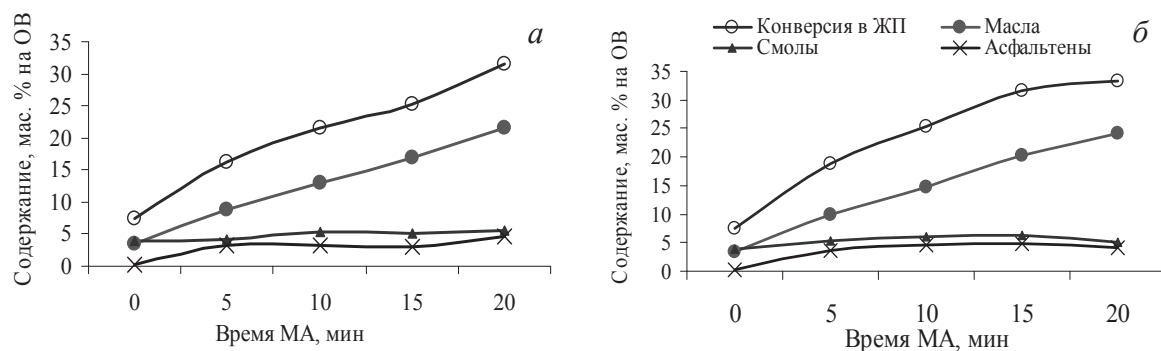 Содержание, мас. % на ОВ
35
30
25
20
15
10
5
0
0 5 10 15 20
Время МА, мин
а
Конверсия в ЖП Масла
Смолы Асфальтены
б
Содержание, мас. % на ОВ
35
30
25
20
15
10
5
0
0 5 10 15 20
Время МА, мин